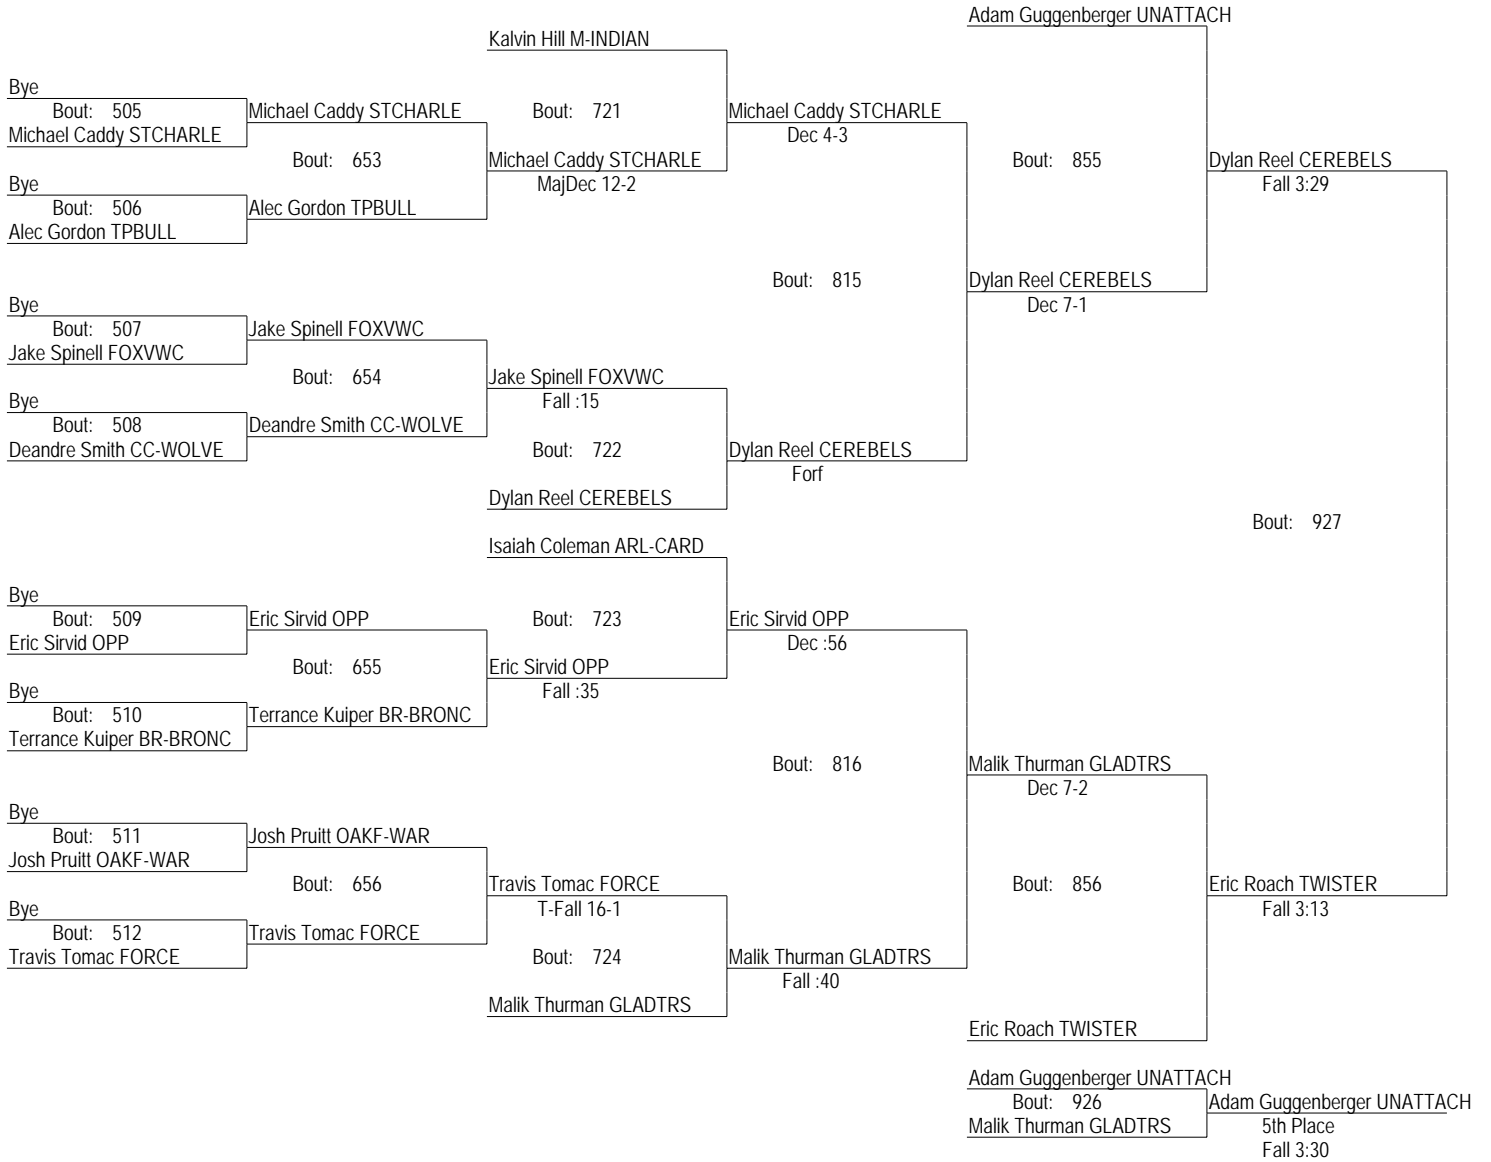 Adam Guggenberger UNATTACH
Kalvin Hill M-INDIAN
Bye
Bout: 505
Michael Caddy STCHARLE
Michael Caddy STCHARLE
Bout: 721
Michael Caddy STCHARLE
Dec 4-3
Bout: 653
Michael Caddy STCHARLE
MajDec 12-2
Bout: 855
Dylan Reel CEREBELS
Fall 3:29
Bye
Bout: 506
Alec Gordon TPBULL
Alec Gordon TPBULL
Bout: 815
Dylan Reel CEREBELS
Dec 7-1
Bye
Bout: 507
Jake Spinell FOXVWC
Jake Spinell FOXVWC
Bout: 654
Jake Spinell FOXVWC
Fall :15
Bye
Bout: 508
Deandre Smith CC-WOLVE
Deandre Smith CC-WOLVE
Bout: 722
Dylan Reel CEREBELS
Forf
Dylan Reel CEREBELS
Bout: 927
Isaiah Coleman ARL-CARD
Bye
Bout: 509
Eric Sirvid OPP
Eric Sirvid OPP
Bout: 723
Eric Sirvid OPP
Dec :56
Bout: 655
Eric Sirvid OPP
Fall :35
Bye
Bout: 510
Terrance Kuiper BR-BRONC
Terrance Kuiper BR-BRONC
Bout: 816
Malik Thurman GLADTRS
Dec 7-2
Bye
Bout: 511
Josh Pruitt OAKF-WAR
Josh Pruitt OAKF-WAR
Bout: 656
Travis Tomac FORCE
T-Fall 16-1
Bout: 856
Eric Roach TWISTER
Fall 3:13
Bye
Bout: 512
Travis Tomac FORCE
Travis Tomac FORCE
Bout: 724
Malik Thurman GLADTRS
Fall :40
Malik Thurman GLADTRS
Eric Roach TWISTER
Adam Guggenberger UNATTACH
Bout: 926
Malik Thurman GLADTRS
Adam Guggenberger UNATTACH
5th Place
Fall 3:30